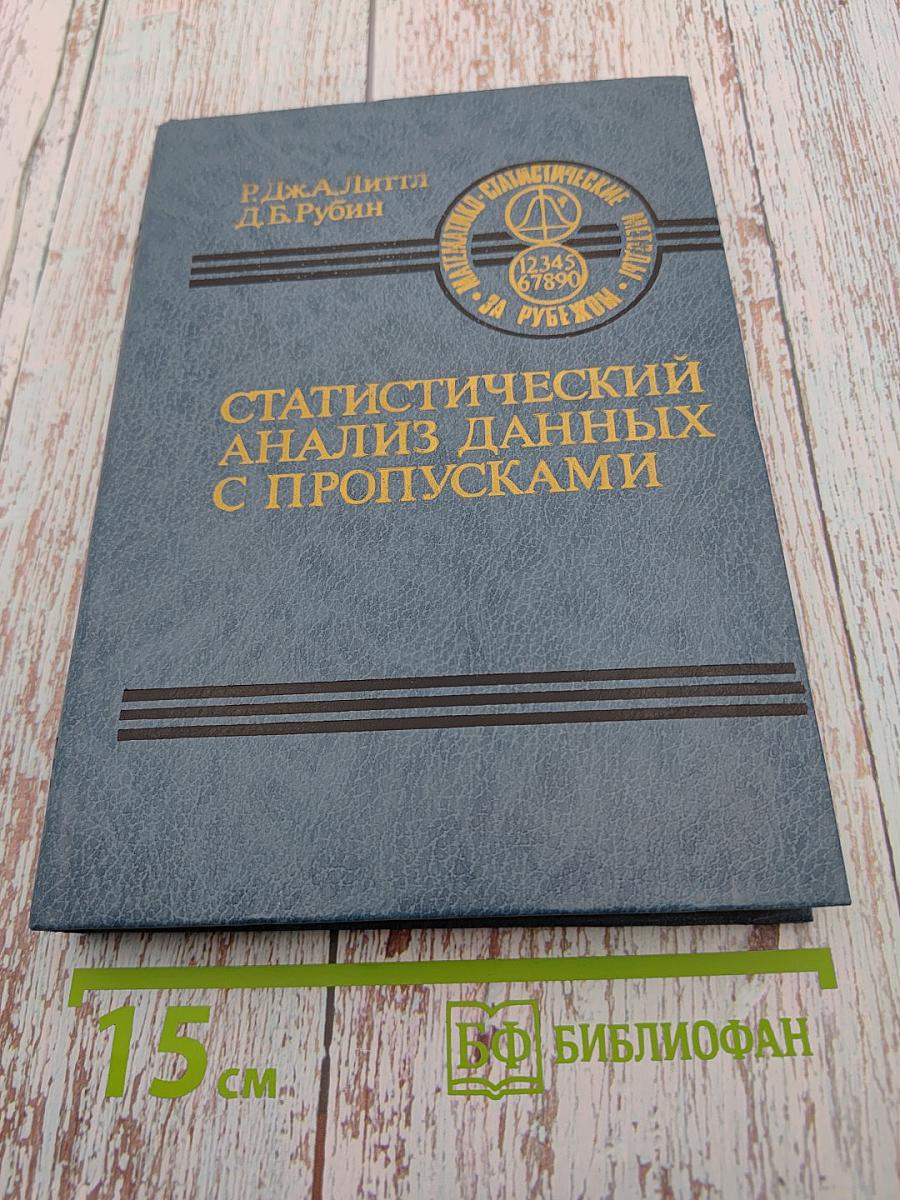 Р.Дж.А.Литтл
Д.Б.Рубин
МАТЕМАТИКО-СТАТИСТИЧЕСКИЕ МЕТОДЫ
• ЗА РУБЕЖОМ •
12345
67890
СТАТИСТИЧЕСКИЙ
АНАЛИЗ ДАННЫХ
С ПРОПУСКАМИ
15 см
БФ БИБЛИОФАН